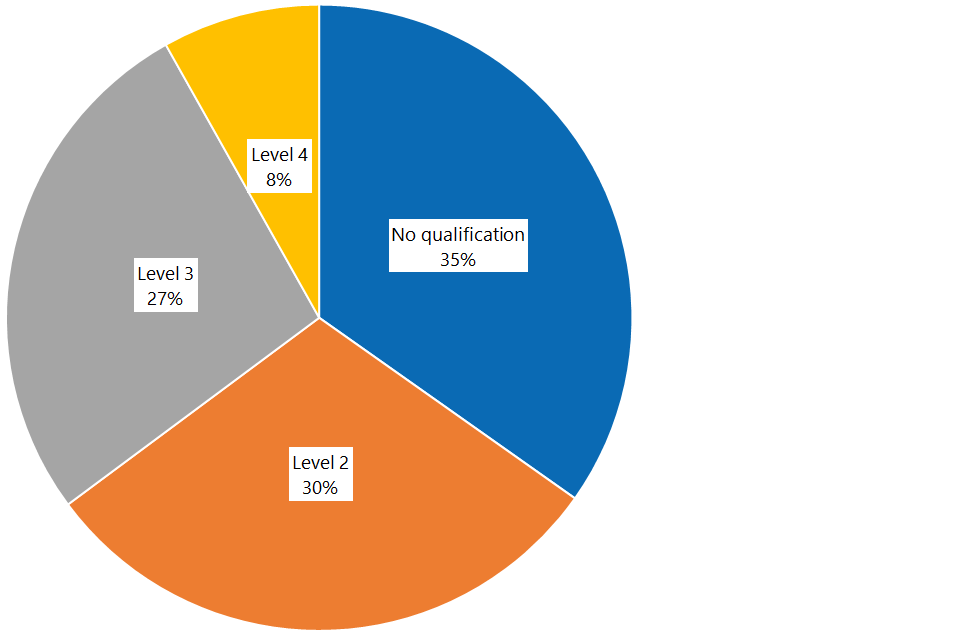 Level 4
8%
No qualification
35%
Level 3
27%
Level 2
30%